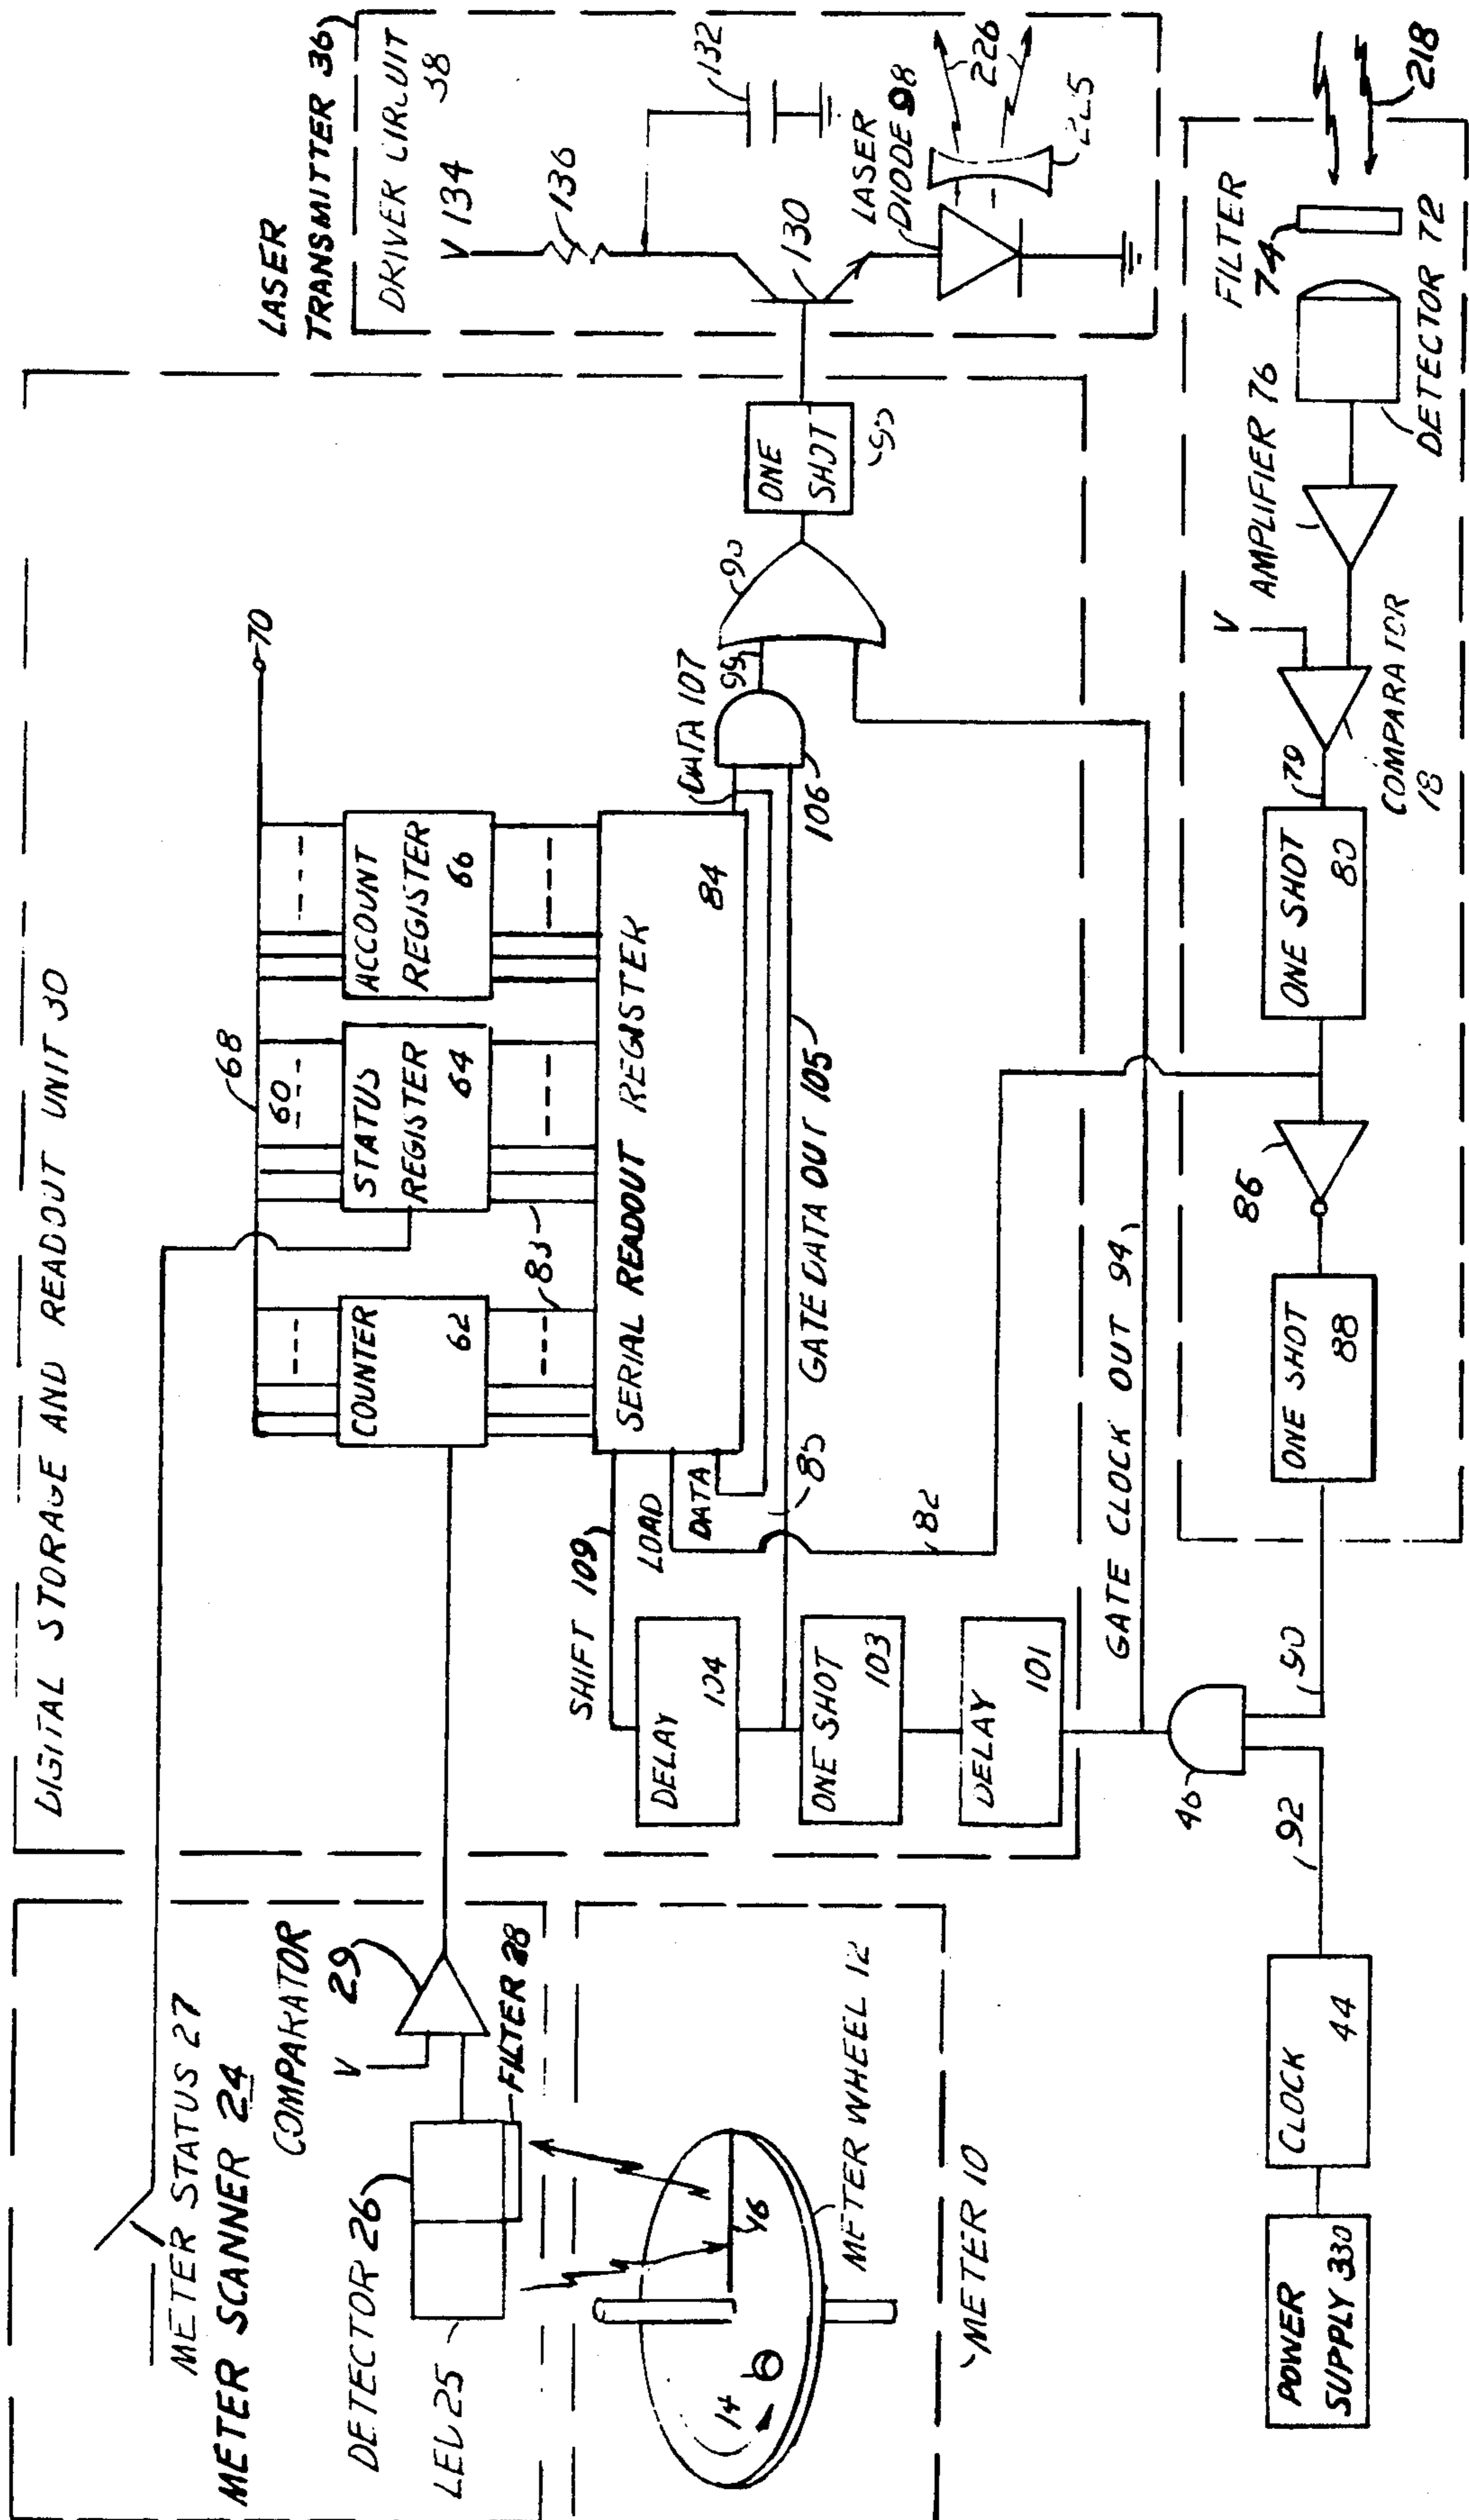 DIGITAL STORAGE AND READOUT UNIT 30
METER STATUS 27
METER SCANNER 24
COMPARATOR
29
V
DETECTOR 26
LED 25
FILTER 28
14
16
METER WHEEL 12
METER 10
68
60
70
COUNTER
62
STATUS
REGISTER
64
ACCOUNT
REGISTER
66
83
SERIAL READOUT REGISTER
84
SHIFT 109
LOAD
DATA
DATA 107
DELAY
104
ONE SHOT
103
DELAY
101
85
GATE DATA OUT 105
106
99
82
GATE CLOCK OUT 94
ONE
SHOT
LASER
TRANSMITTER 36
DRIVER CIRCUIT
38
V 134
136
132
130
LASER
DIODE 98
226
225
POWER
SUPPLY 330
CLOCK
44
92
90
ONE SHOT
88
86
ONE SHOT
80
79
COMPARATOR
V
AMPLIFIER 76
FILTER
74
DETECTOR 72
218